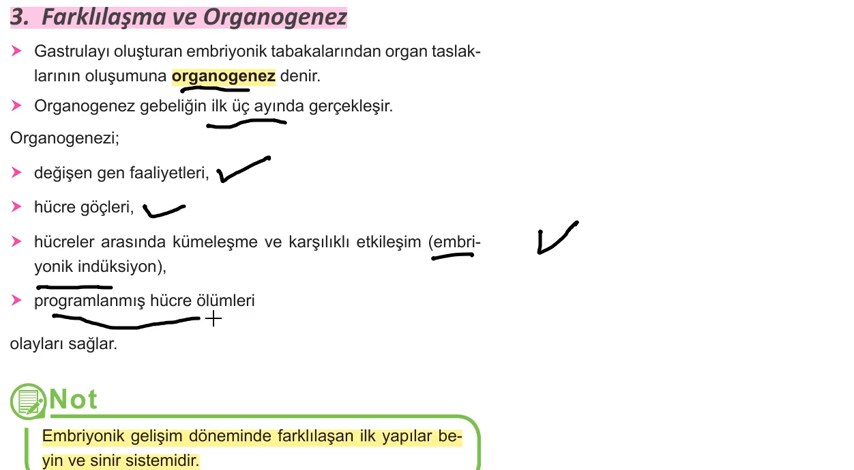 3. Farklılaşma ve Organogenez
➤ Gastrulayı oluşturan embriyonik tabakalarından organ taslak-
larının oluşumuna organogenez denir.
➤ Organogenez gebeliğin ilk üç ayında gerçekleşir.
Organogenezi;
➤ değişen gen faaliyetleri,
➤ hücre göçleri,
➤ hücreler arasında kümeleşme ve karşılıklı etkileşim (embri-
yonik indüksiyon),
➤ programlanmış hücre ölümleri
olayları sağlar.
Not
Embriyonik gelişim döneminde farklılaşan ilk yapılar be-
yin ve sinir sistemidir.